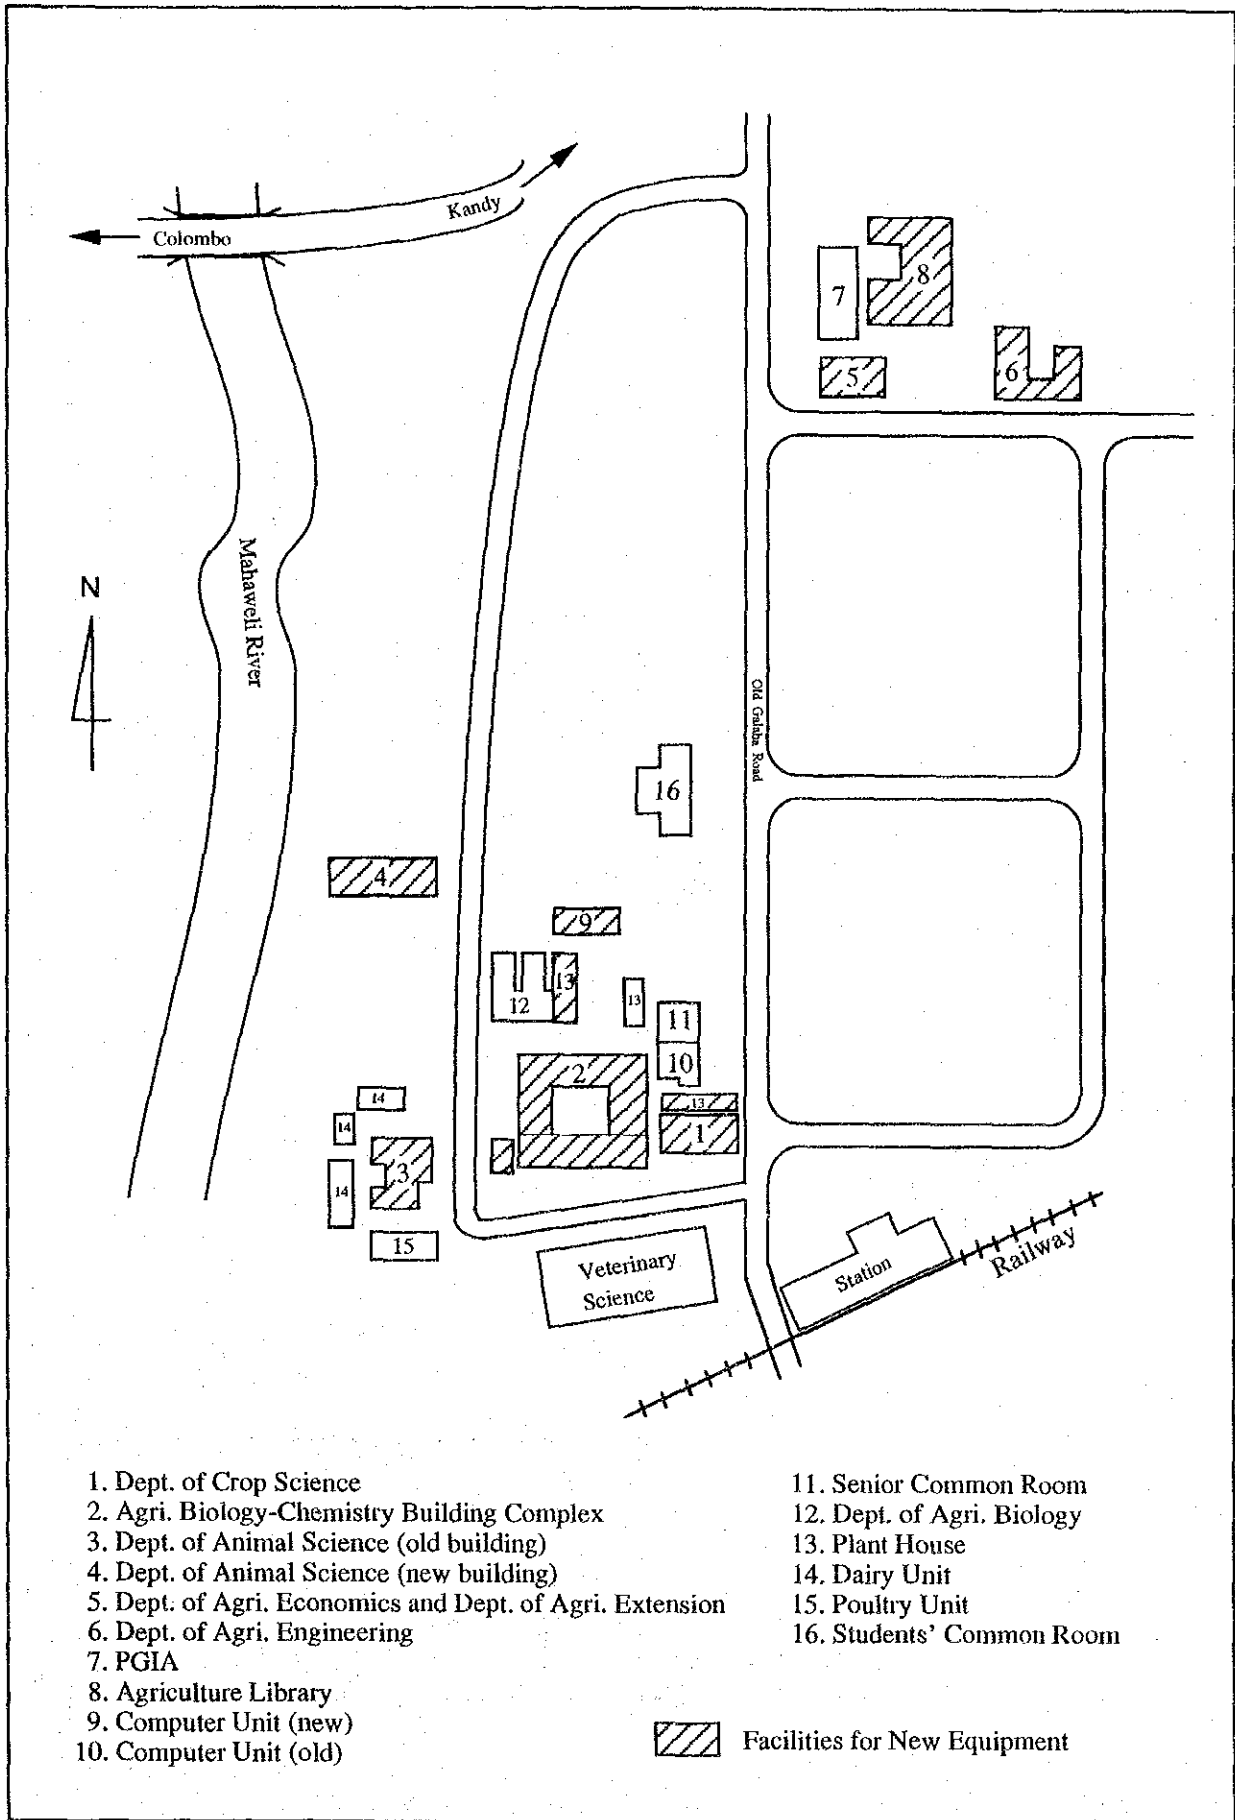 Kandy
Colombo
8
7
6
5
Mahaweli River
N
Old Galaha Road
16
4
9
13
12
13
11
10
2
14
13
14
1
3
14
15
Veterinary
Science
Station
Railway
1. Dept. of Crop Science
2. Agri. Biology-Chemistry Building Complex
3. Dept. of Animal Science (old building)
4. Dept. of Animal Science (new building)
5. Dept. of Agri. Economics and Dept. of Agri. Extension
6. Dept. of Agri. Engineering
7. PGIA
8. Agriculture Library
9. Computer Unit (new)
10. Computer Unit (old)
11. Senior Common Room
12. Dept. of Agri. Biology
13. Plant House
14. Dairy Unit
15. Poultry Unit
16. Students' Common Room
Facilities for New Equipment